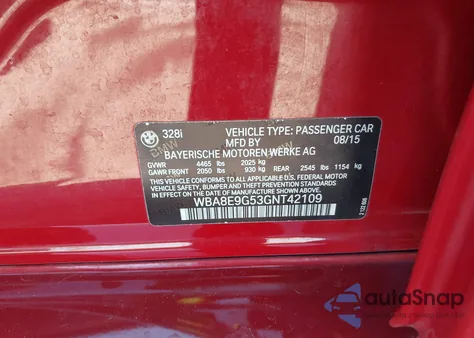 328i VEHICLE TYPE: PASSENGER CAR
MFD BY 08/15
BAYERISCHE MOTOREN WERKE AG
GVWR 4465 lbs 2025 kg
GAWR FRONT 2050 lbs 930 kg REAR 2545 lbs 1154 kg
THIS VEHICLE CONFORMS TO ALL APPLICABLE FEDERAL
MOTOR VEHICLE SAFETY, BUMPER, AND THEFT PREVENTION STANDARDS
IN EFFECT ON THE DATE OF MANUFACTURE SHOWN ABOVE.
WBA8E9G53GNT42109
autoSnap